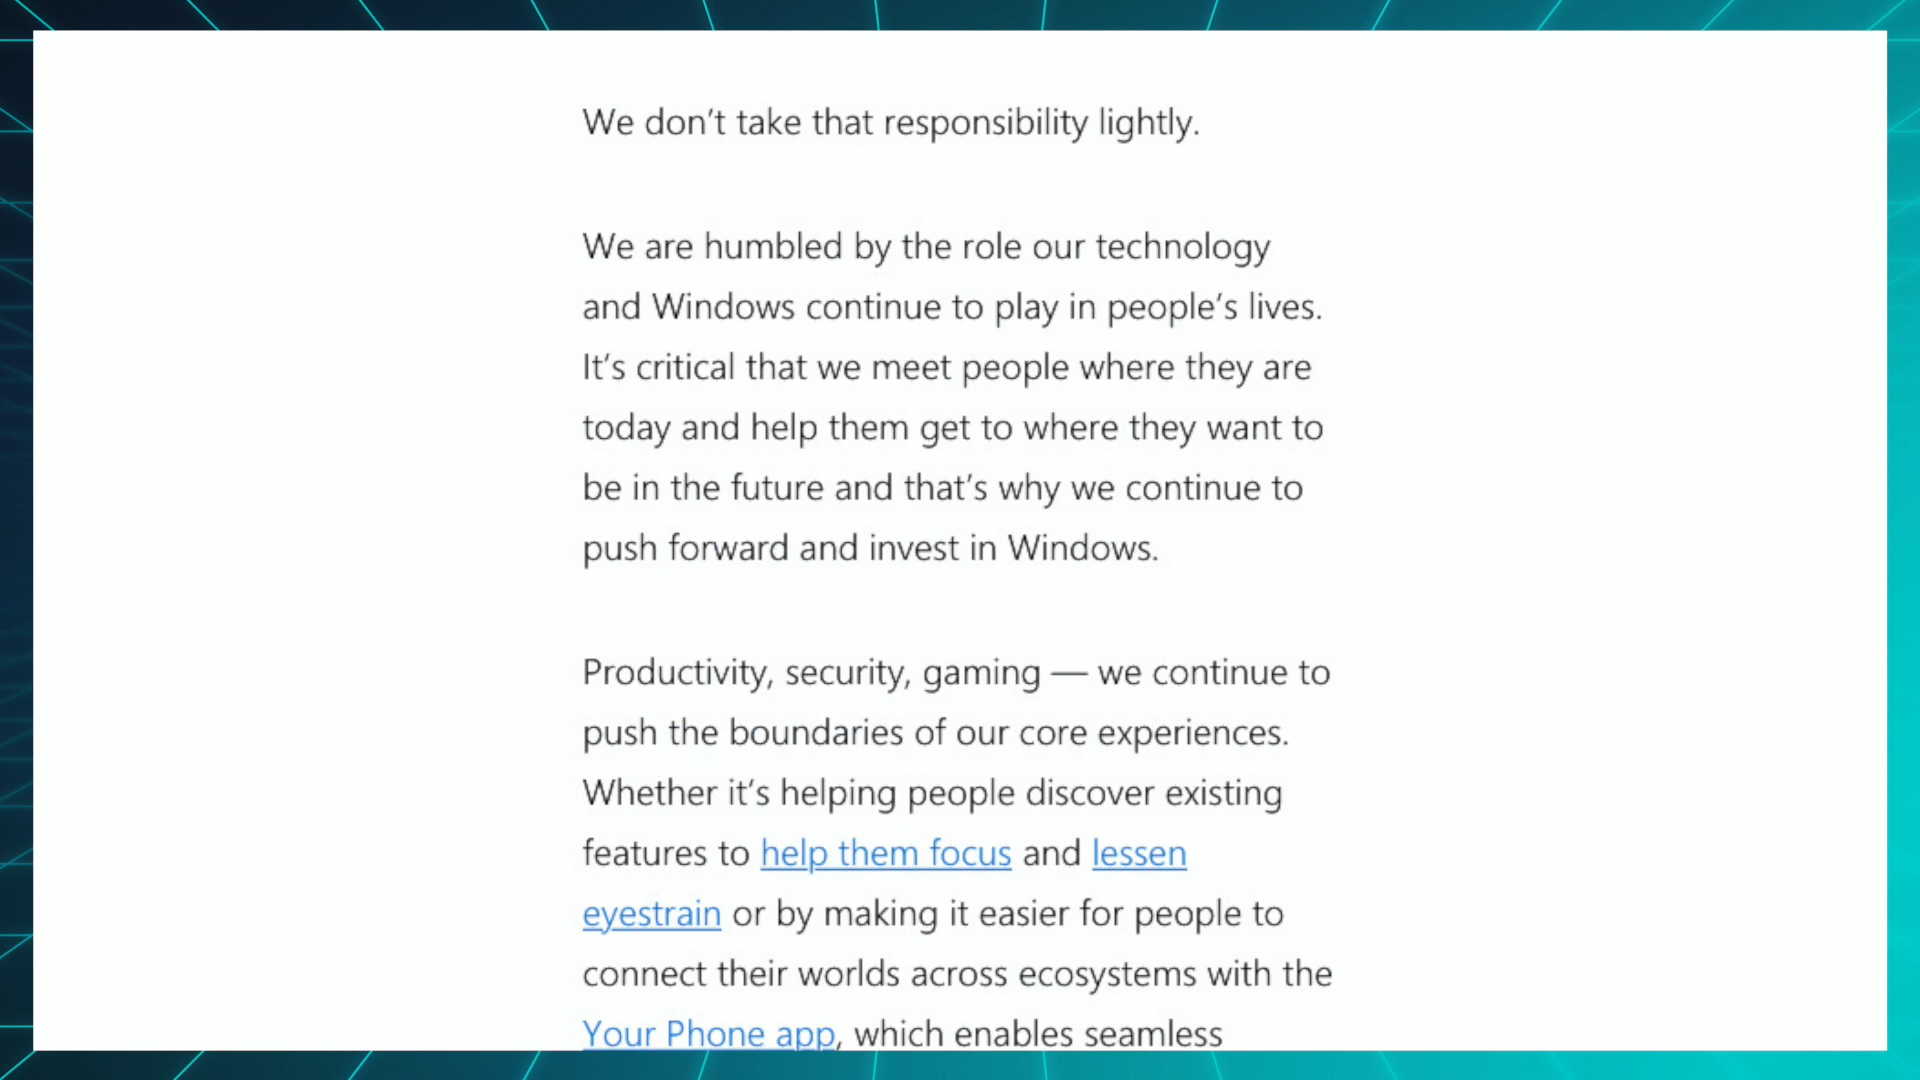 We don’t take that responsibility lightly.
We are humbled by the role our technology
and Windows continue to play in people’s lives.
It’s critical that we meet people where they are
today and help them get to where they want to
be in the future and that’s why we continue to
push forward and invest in Windows.
Productivity, security, gaming — we continue to
push the boundaries of our core experiences.
Whether it’s helping people discover existing
features to help them focus and lessen
eyestrain or by making it easier for people to
connect their worlds across ecosystems with the
Your Phone app, which enables seamless